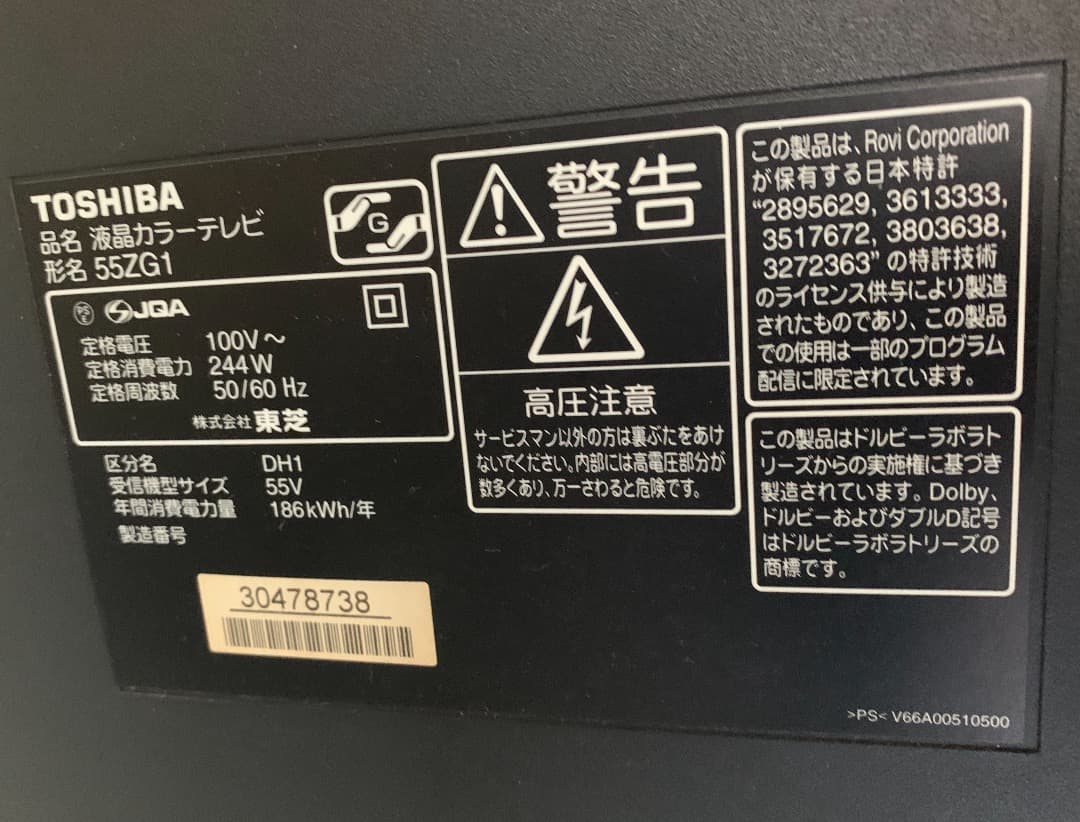 TOSHIBA
品名 液晶カラーテレビ
形名 55ZG1
G
PS
E
JQA
定格電圧 100V～
定格消費電力 244W
定格周波数 50/60 Hz
株式会社 東芝
区分名 DH1
受信機型サイズ 55V
年間消費電力量 186kWh/年
製造番号
30478738
警告
高圧注意
サービスマン以外の方は裏ぶたをあけ
ないでください。内部には高電圧部分が
数多くあり、万一さわると危険です。
この製品は、Rovi Corporation
が保有する日本特許
“2895629, 3613333,
3517672, 3803638,
3272363”の特許技術
のライセンス供与により製造
されたものであり、この製品
での使用は一部のプログラム
配信に限定されています。
この製品はドルビーラボラト
リーズからの実施権に基づき
製造されています。Dolby、
ドルビーおよびダブルD記号
はドルビーラボラトリーズの
商標です。
>PS< V66A00510500